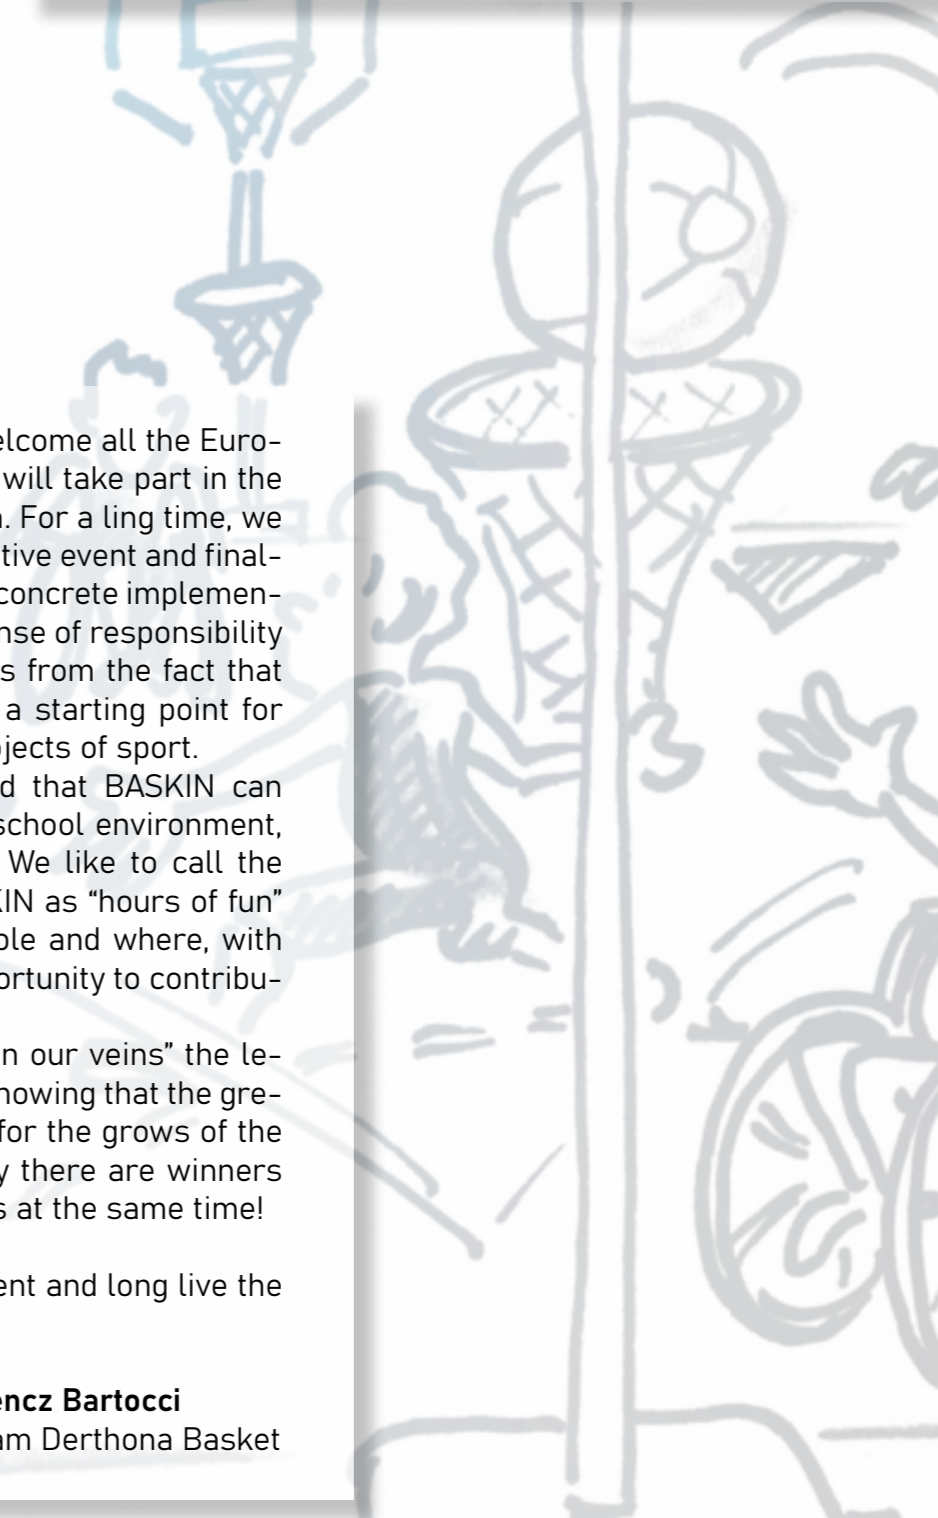 elcome all the Euro-
will take part in the
. For a ling time, we
tive event and final-
concrete implemen-
nse of responsibility
s from the fact that
a starting point for
jects of sport.
d that BASKIN can
school environment,
We like to call the
KIN as “hours of fun”
ole and where, with
ortunity to contribu-
n our veins” the le-
nowing that the gre-
for the grows of the
y there are winners
s at the same time!
ent and long live the
encz Bartocci
am Derthona Basket